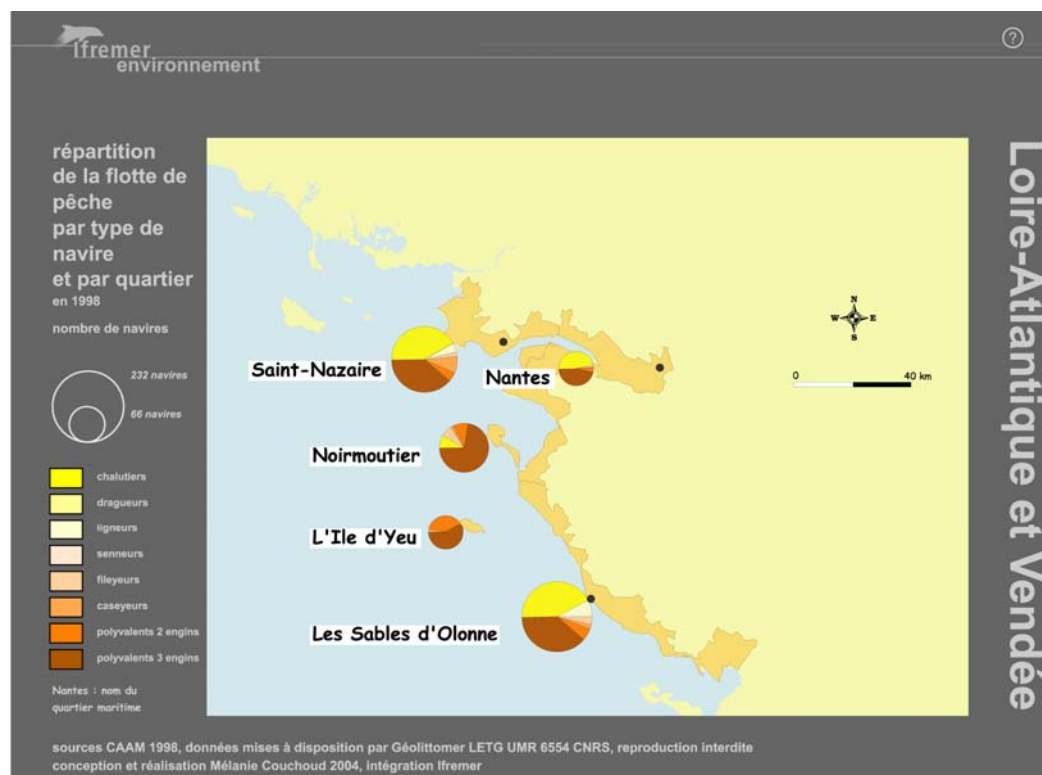 Ifremer
environnement
?
répartition
de la flotte de
pêche
par type de
navire
et par quartier
en 1998
nombre de navires
232 navires
66 navires
chalutiers
dragueurs
ligneurs
senneurs
fileyeurs
caseyeurs
polyvalents 2 engins
polyvalents 3 engins
Nantes : nom du
quartier maritime
Saint-Nazaire
Nantes
Noirmoutier
L'Ile d'Yeu
Les Sables d'Olonne
N
W E
S
0 40 km
Loire-Atlantique et Vendée
sources CAAM 1998, données mises à disposition par Géolittomer LETG UMR 6554 CNRS, reproduction interdite
conception et réalisation Mélanie Couchoud 2004, intégration Ifremer